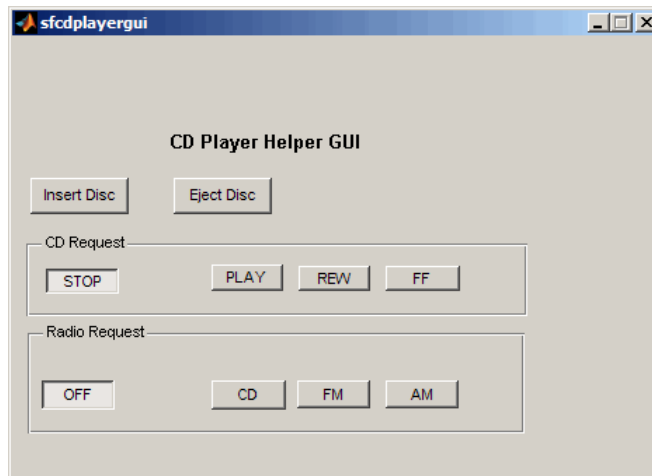 sfcdplayergui
CD Player Helper GUI
Insert Disc Eject Disc
CD Request
STOP PLAY REW FF
Radio Request
OFF CD FM AM